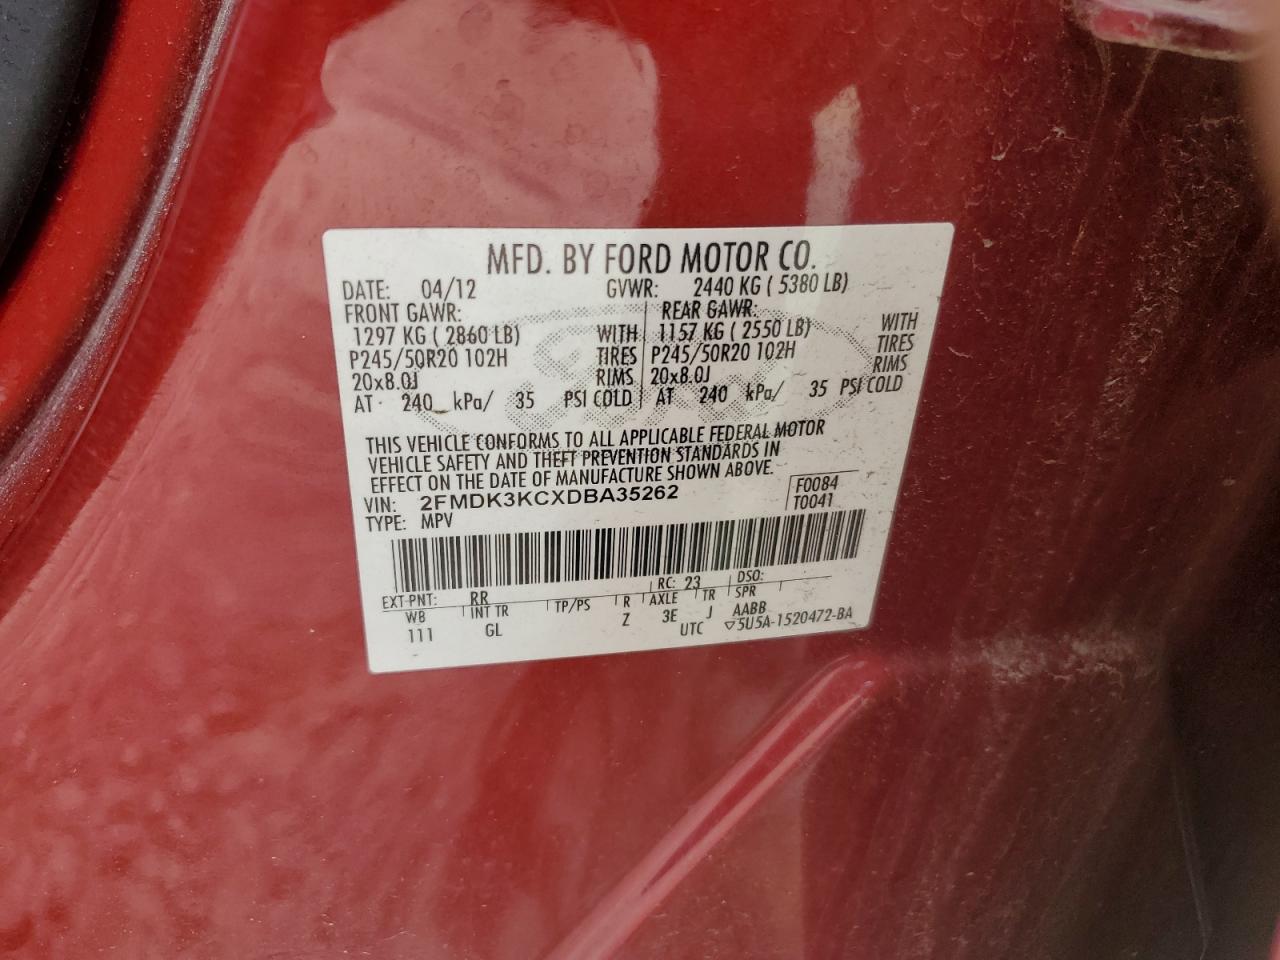 MFD. BY FORD MOTOR CO.
DATE: 04/12 GVWR: 2440 KG ( 5380 LB)
FRONT GAWR: REAR GAWR:
1297 KG ( 2860 LB) WITH 1157 KG ( 2550 LB) WITH
P245/50R20 102H TIRES P245/50R20 102H TIRES
20x8.0J RIMS 20x8.0J RIMS
AT 240 kPa/ 35 PSI COLD AT 240 kPa/ 35 PSI COLD
THIS VEHICLE CONFORMS TO ALL APPLICABLE FEDERAL MOTOR
VEHICLE SAFETY AND THEFT PREVENTION STANDARDS IN
EFFECT ON THE DATE OF MANUFACTURE SHOWN ABOVE.
VIN: 2FMDK3KCXDBA35262 F0084
TYPE: MPV T0041
EXT PNT: RR RC: 23 DSO:
WB INT TR TP/PS R AXLE TR SPR
111 GL Z 3E J AABB
UTC ▽5U5A-1520472-BA